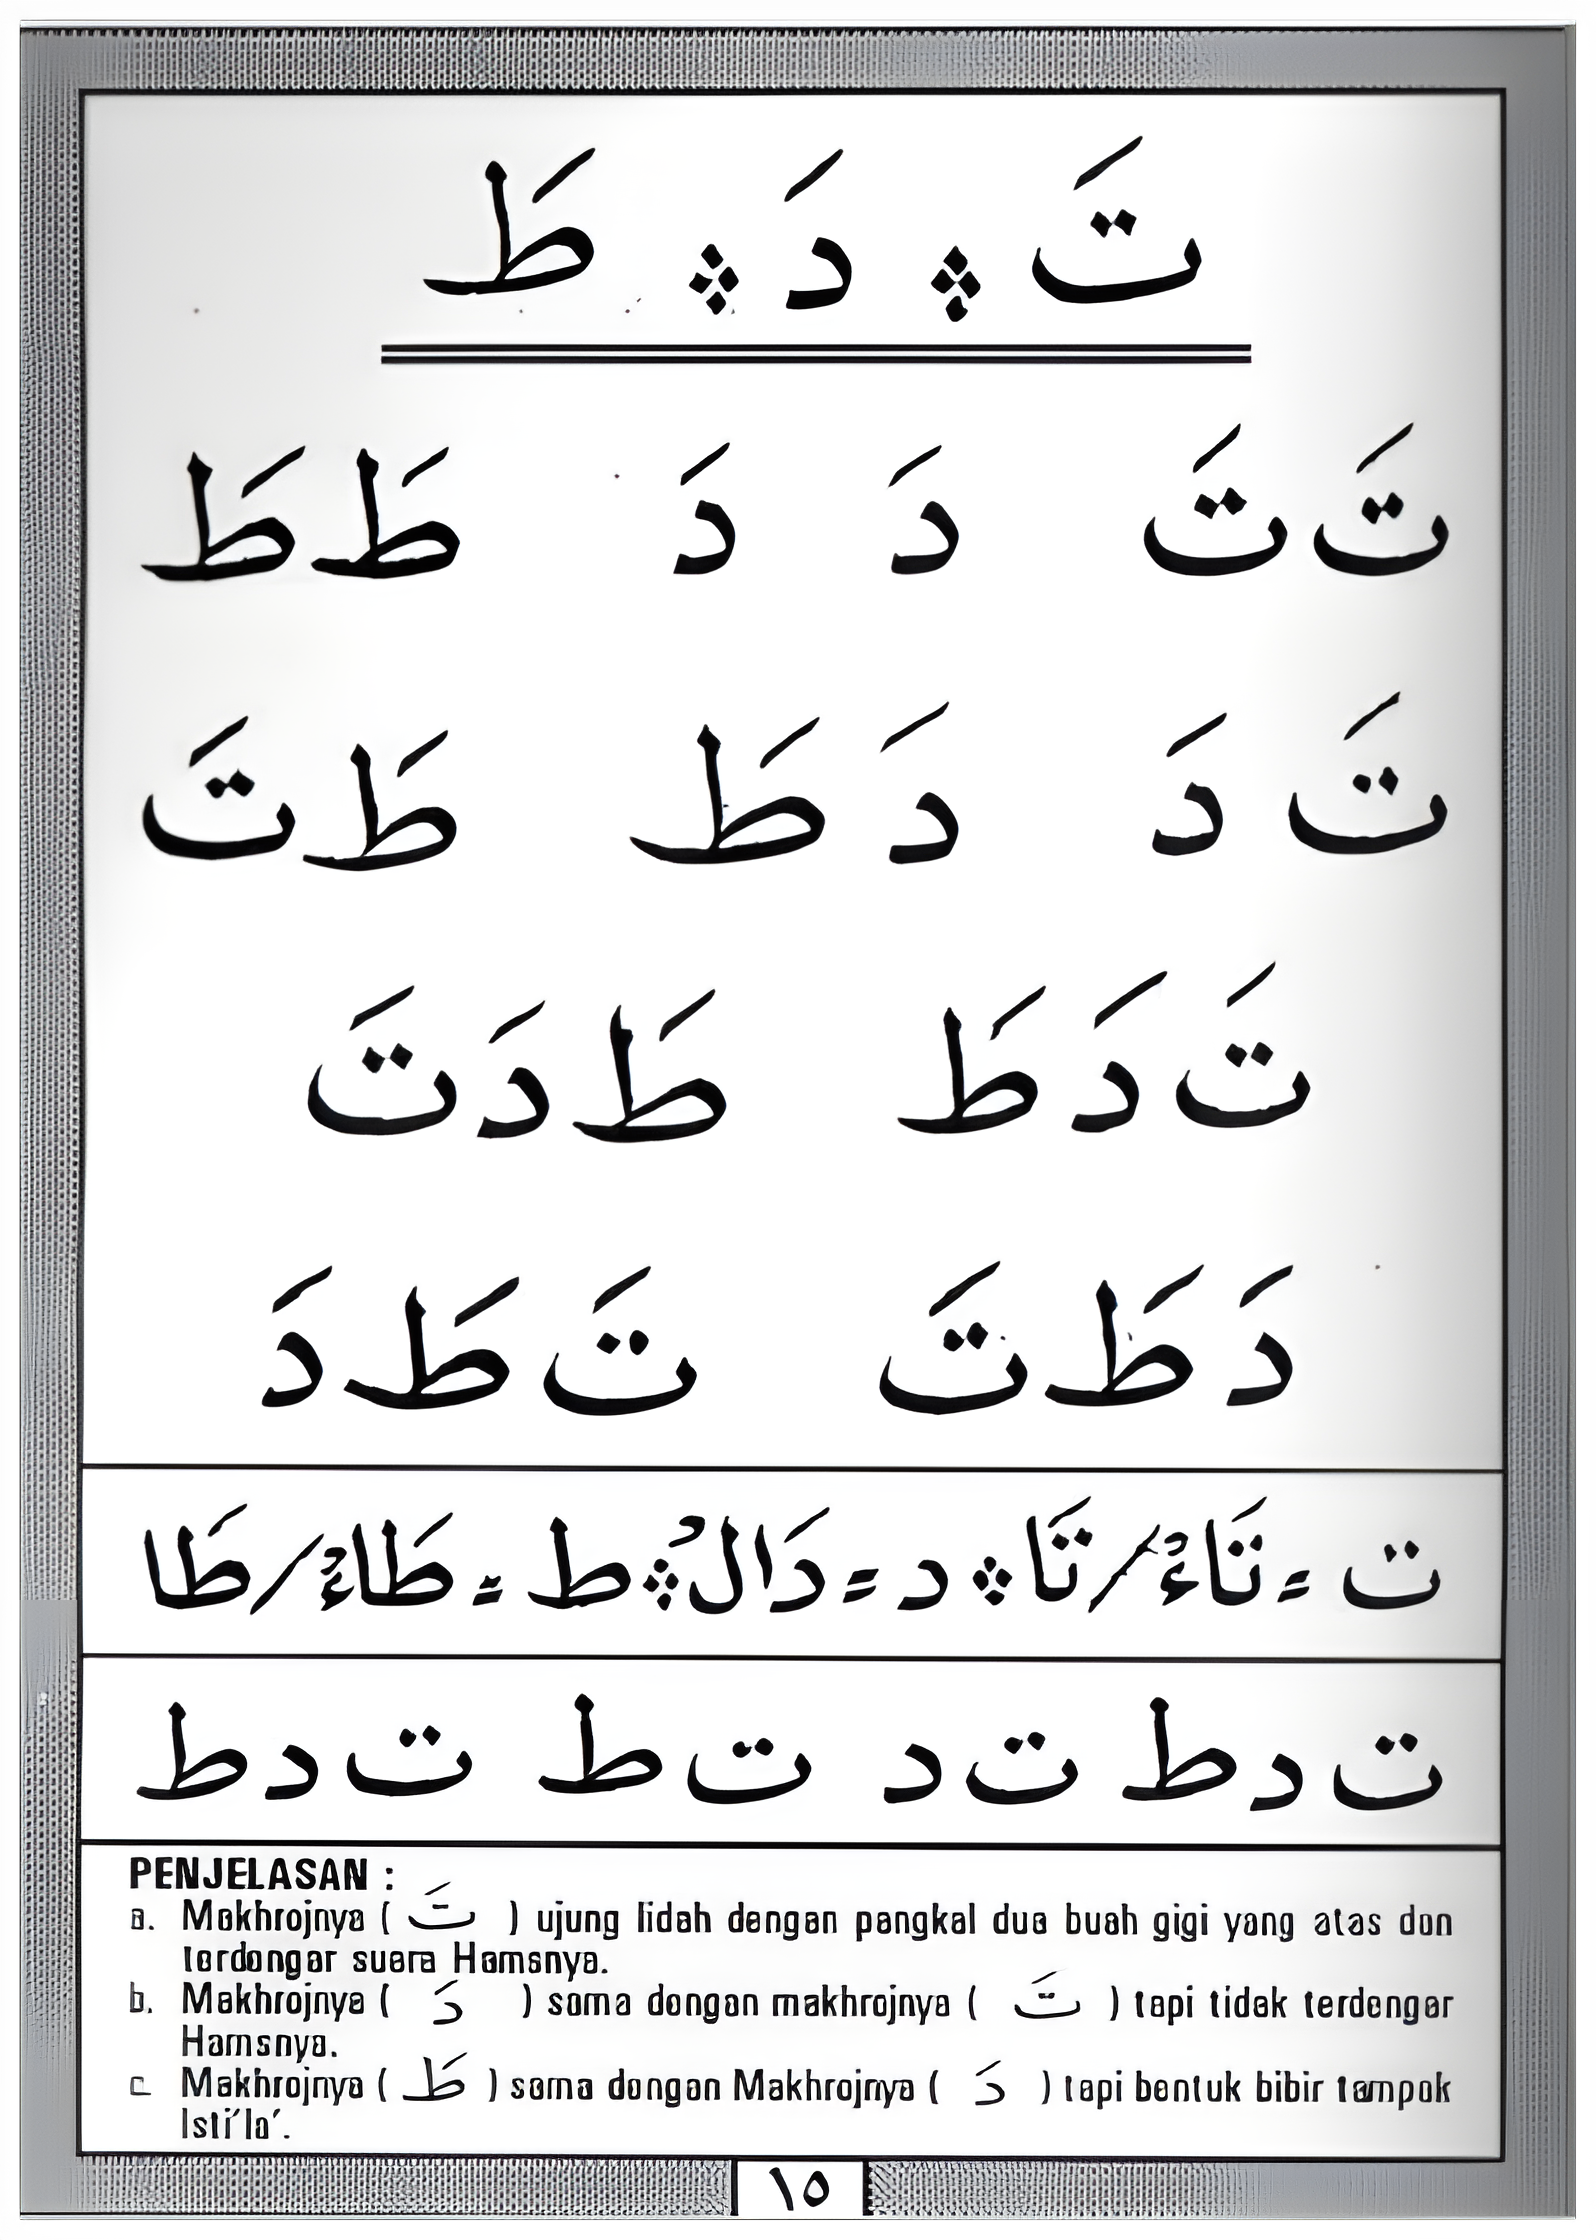 تَ ܀ دَ ܀ طَ
تَ تَ دَ دَ طَ طَ
تَ دَ دَ طَ طَ تَ
تَ دَ طَ طَ دَ تَ
دَ طَ تَ تَ طَ دَ
ت = تَاءٌ / تَا ܀ د = دَالٌ ܀ ط = طَاءٌ / طَا
ت د ط ت د ت ط ت د ط
PENJELASAN :
a. Makhrojnya ( تَ ) ujung lidah dengan pangkal dua buah gigi yang atas dan
terdengar suara Hamsnya.
b. Makhrojnya ( دَ ) sama dengan makhrojnya ( تَ ) tapi tidak terdengar
Hamsnya.
c Makhrojnya ( طَ ) sama dengan Makhrojnya ( دَ ) tapi bentuk bibir tampak
Isti'la'.
١٥